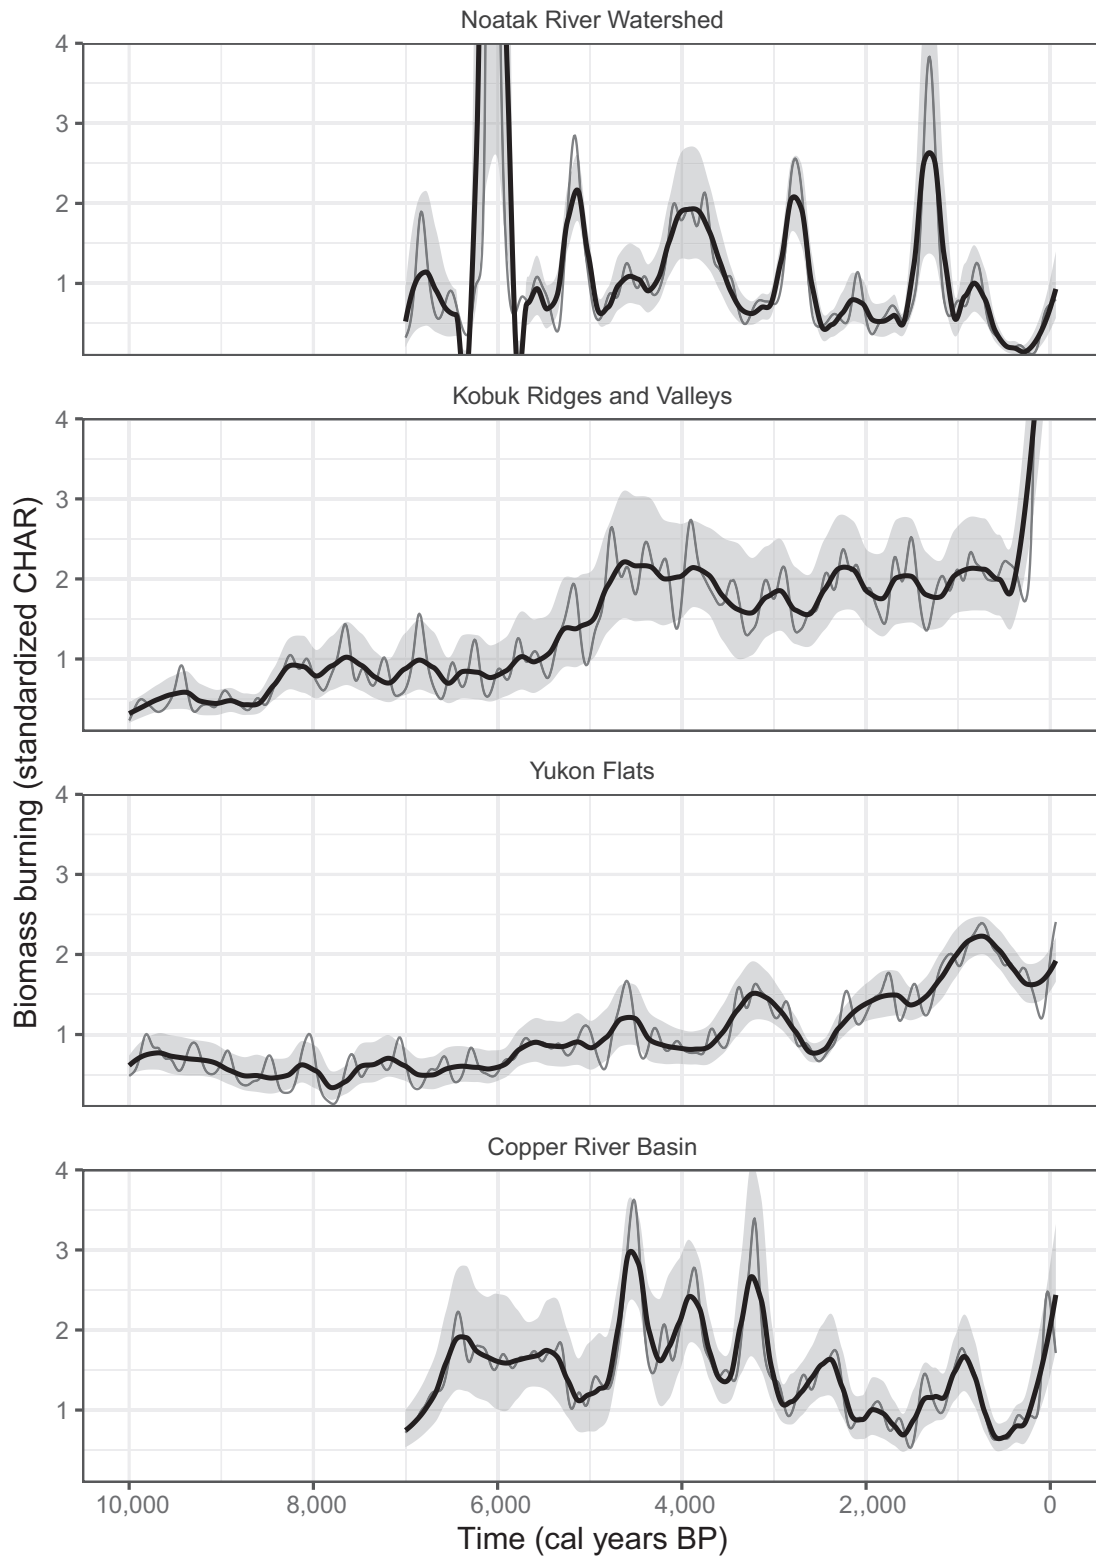 Noatak River Watershed
4
3
2
1
Kobuk Ridges and Valleys
4
3
2
1
Biomass burning (standardized CHAR)
Yukon Flats
4
3
2
1
Copper River Basin
4
3
2
1
10,000 8,000 6,000 4,000 2,,000 0
Time (cal years BP)